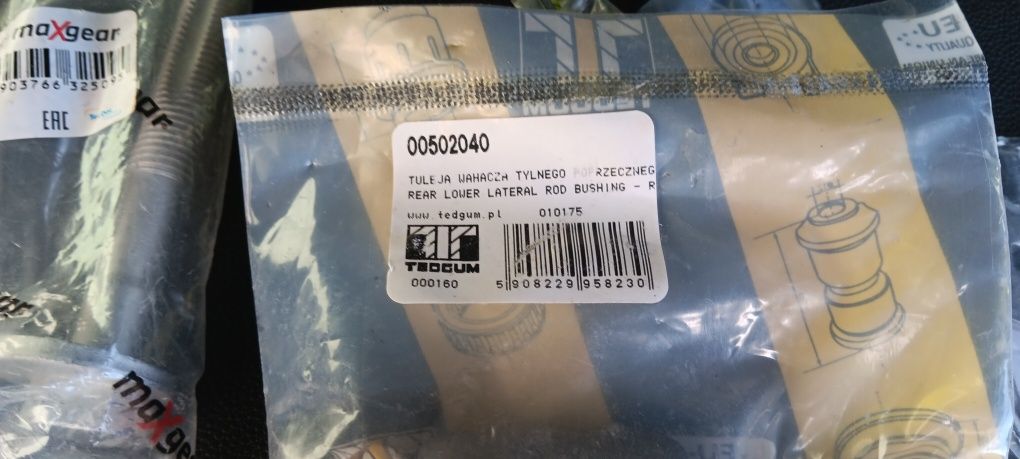 maxgear
903766 32509
EAC
maxgear
EU-
QUALITY
00502040
TULEJA WAHACZA TYLNEGO POPRZECZNEG
REAR LOWER LATERAL ROD BUSHING - R
www.tedgum.pl 010175
TEDGUM
000160
5 908229 958230